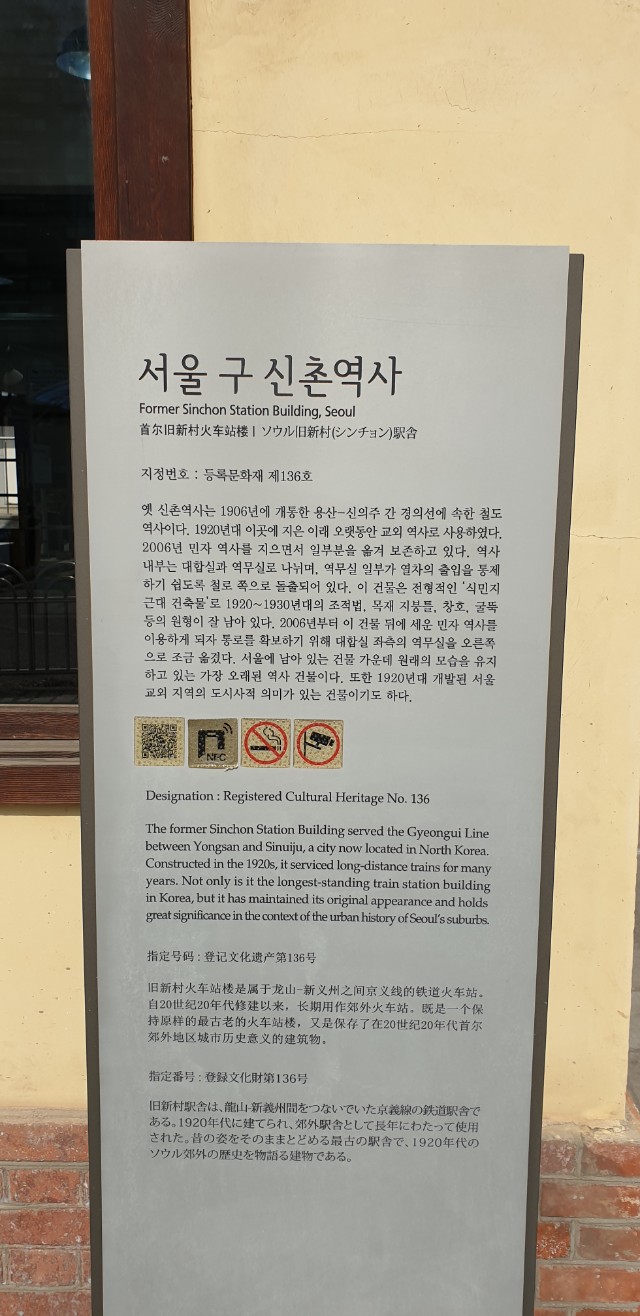 서울 구 신촌역사
Former Sinchon Station Building, Seoul
首尔旧新村火车站楼 | ソウル旧新村(シンチョン)駅舎
지정번호 : 등록문화재 제136호
옛 신촌역사는 1906년에 개통한 용산-신의주 간 경의선에 속한 철도
역사이다. 1920년대 이곳에 지은 이래 오랫동안 교외 역사로 사용하였다.
2006년 민자 역사를 지으면서 일부분을 옮겨 보존하고 있다. 역사
내부는 대합실과 역무실로 나뉘며, 역무실 일부가 열차의 출입을 통제
하기 쉽도록 철로 쪽으로 돌출되어 있다. 이 건물은 전형적인 '식민지
근대 건축물'로 1920～1930년대의 조적법, 목재 지붕틀, 창호, 굴뚝
등의 원형이 잘 남아 있다. 2006년부터 이 건물 뒤에 세운 민자 역사를
이용하게 되자 통로를 확보하기 위해 대합실 좌측의 역무실을 오른쪽
으로 조금 옮겼다. 서울에 남아 있는 건물 가운데 원래의 모습을 유지
하고 있는 가장 오래된 역사 건물이다. 또한 1920년대 개발된 서울
교외 지역의 도시사적 의미가 있는 건물이기도 하다.
NFC
Designation : Registered Cultural Heritage No. 136
The former Sinchon Station Building served the Gyeongui Line
between Yongsan and Sinuiju, a city now located in North Korea.
Constructed in the 1920s, it serviced long-distance trains for many
years. Not only is it the longest-standing train station building
in Korea, but it has maintained its original appearance and holds
great significance in the context of the urban history of Seoul's suburbs.
指定号码 : 登记文化遗产第136号
旧新村火车站楼是属于龙山-新义州之间京义线的铁道火车站。
自20世纪20年代修建以来，长期用作郊外火车站。既是一个保
持原样的最古老的火车站楼，又是保存了在20世纪20年代首尔
郊外地区城市历史意义的建筑物。
指定番号 : 登録文化財第136号
旧新村駅舎は、龍山-新義州間をつないでいた京義線の鉄道駅舎で
ある。1920年代に建てられ、郊外駅舎として長年にわたって使用
された。昔の姿をそのままとどめる最古の駅舎で、1920年代の
ソウル郊外の歴史を物語る建物である。